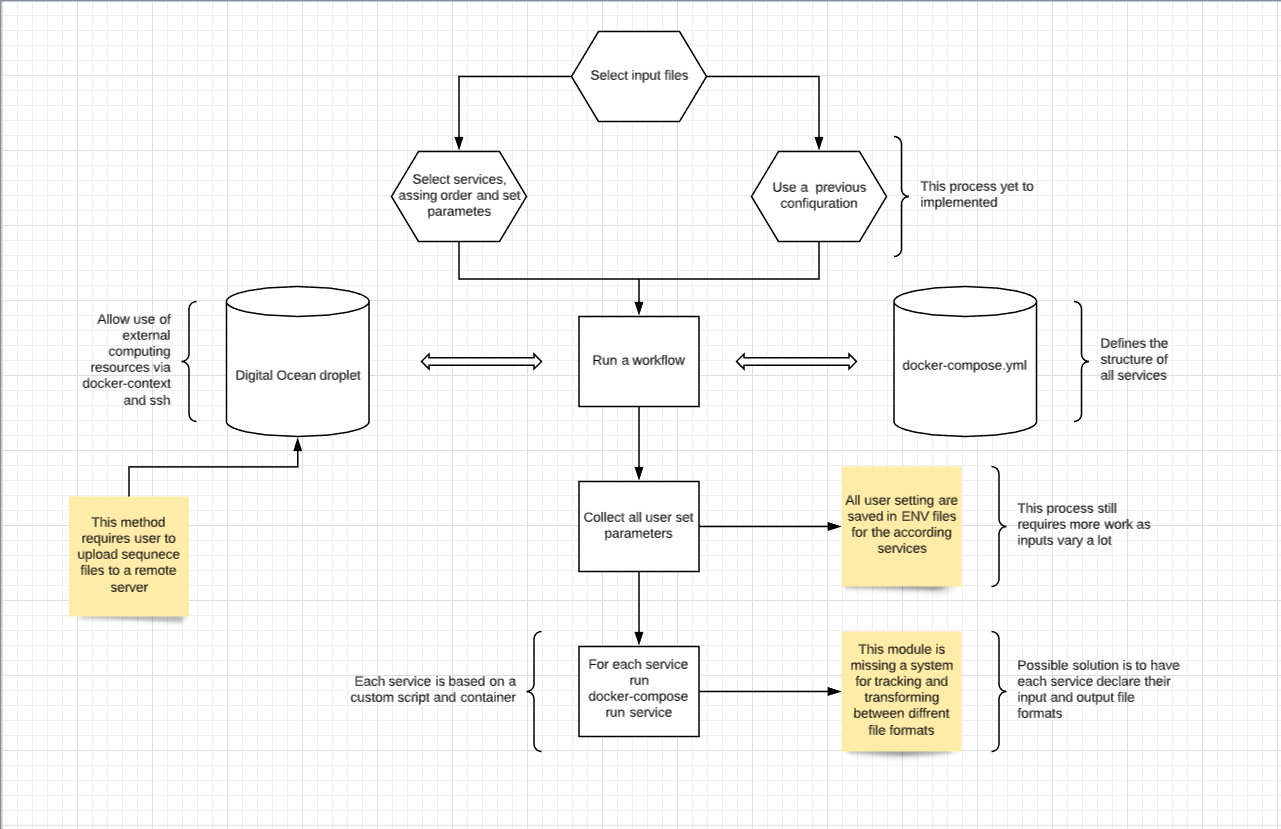 Select input files
Select services,
assing order and set
parametes
Use a previous
confiquration
This process yet to
implemented
Allow use of
external
computing
resources via
docker-context
and ssh
Digital Ocean droplet
Run a workflow
docker-compose.yml
Defines the
structure of
all services
This method
requires user to
upload sequnece
files to a remote
server
Collect all user set
parameters
All user setting are
saved in ENV files
for the according
services
This process still
requires more work as
inputs vary a lot
Each service is based on a
custom script and container
For each service
run
docker-compose
run service
This module is
missing a system
for tracking and
transforming
between diffrent
file formats
Possible solution is to have
each service declare their
input and output file
formats